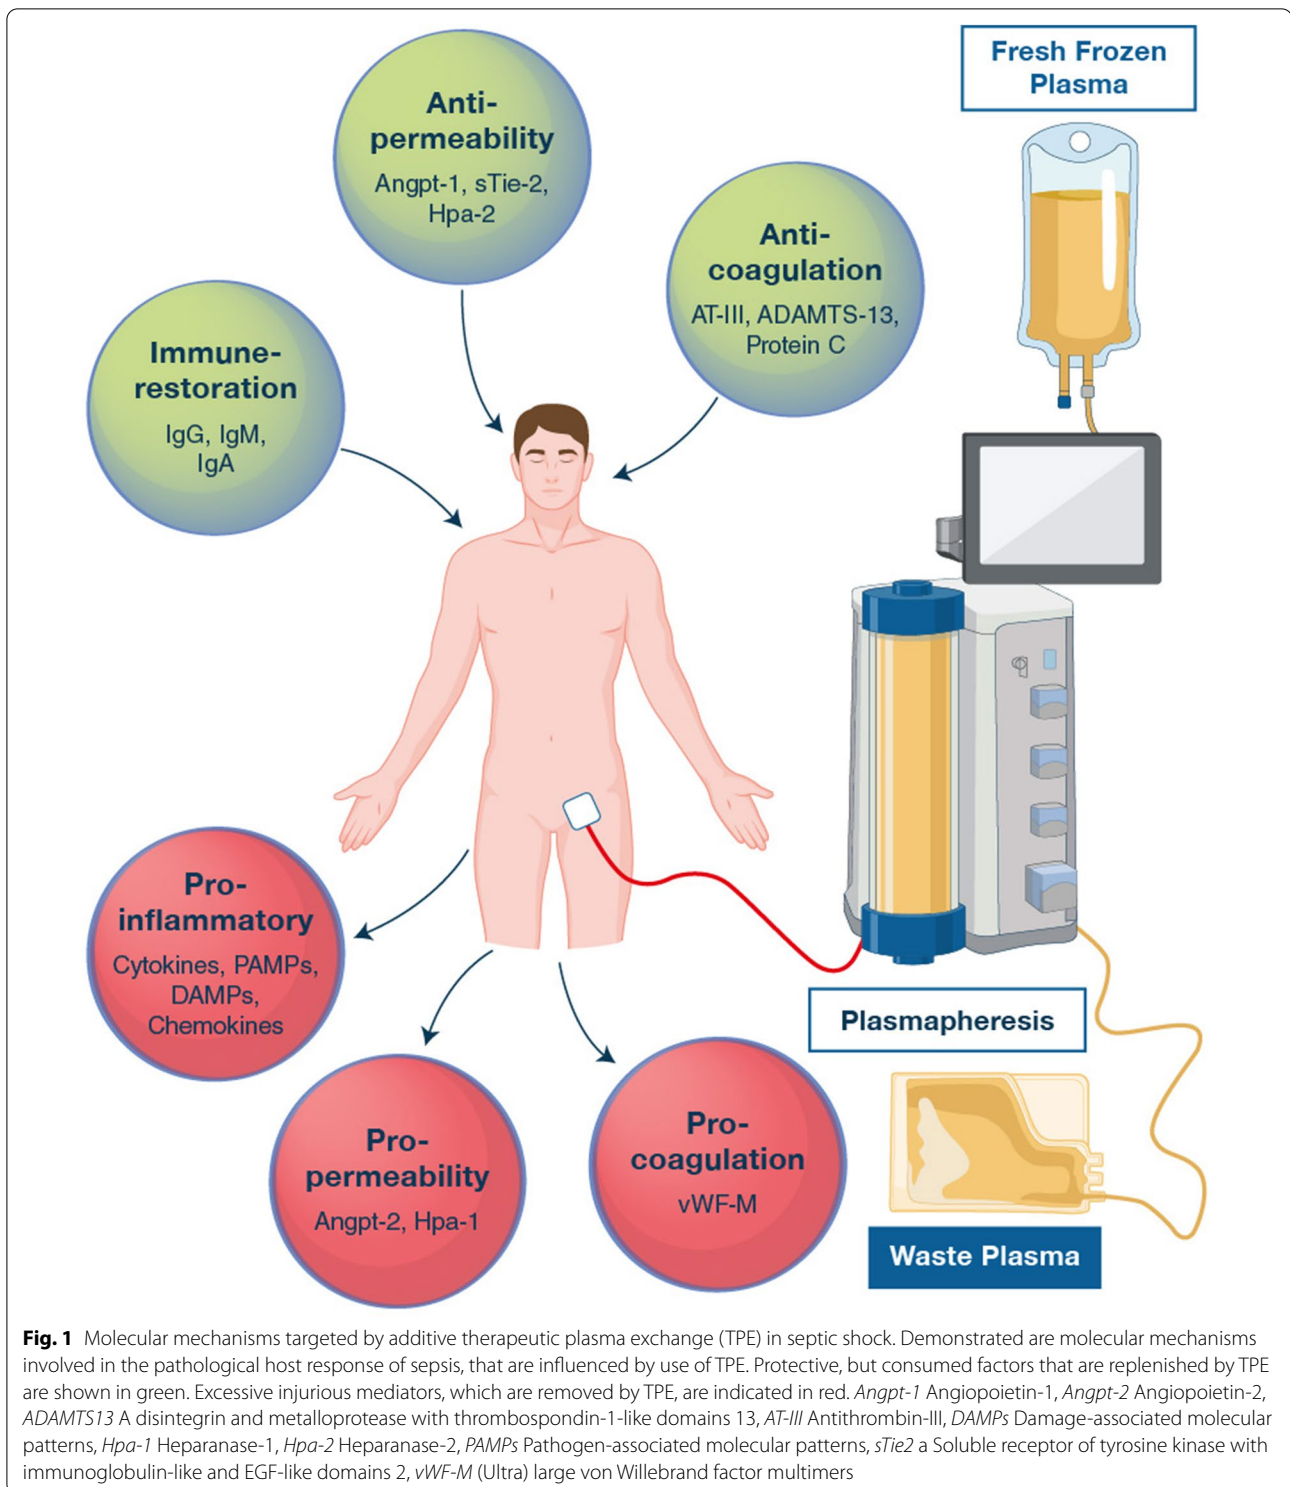 Fresh Frozen
Plasma
Anti-
permeability
Angpt-1, sTie-2,
Hpa-2
Anti-
coagulation
AT-III, ADAMTS-13,
Protein C
Immune-
restoration
IgG, IgM,
IgA
Pro-
inflammatory
Cytokines, PAMPs,
DAMPs,
Chemokines
Pro-
permeability
Angpt-2, Hpa-1
Pro-
coagulation
vWF-M
Plasmapheresis
Waste Plasma
Fig. 1 Molecular mechanisms targeted by additive therapeutic plasma exchange (TPE) in septic shock. Demonstrated are molecular mechanisms
involved in the pathological host response of sepsis, that are influenced by use of TPE. Protective, but consumed factors that are replenished by TPE
are shown in green. Excessive injurious mediators, which are removed by TPE, are indicated in red. Angpt-1 Angiopoietin-1, Angpt-2 Angiopoietin-2,
ADAMTS13 A disintegrin and metalloprotease with thrombospondin-1-like domains 13, AT-III Antithrombin-III, DAMPs Damage-associated molecular
patterns, Hpa-1 Heparanase-1, Hpa-2 Heparanase-2, PAMPs Pathogen-associated molecular patterns, sTie2 a Soluble receptor of tyrosine kinase with
immunoglobulin-like and EGF-like domains 2, vWF-M (Ultra) large von Willebrand factor multimers